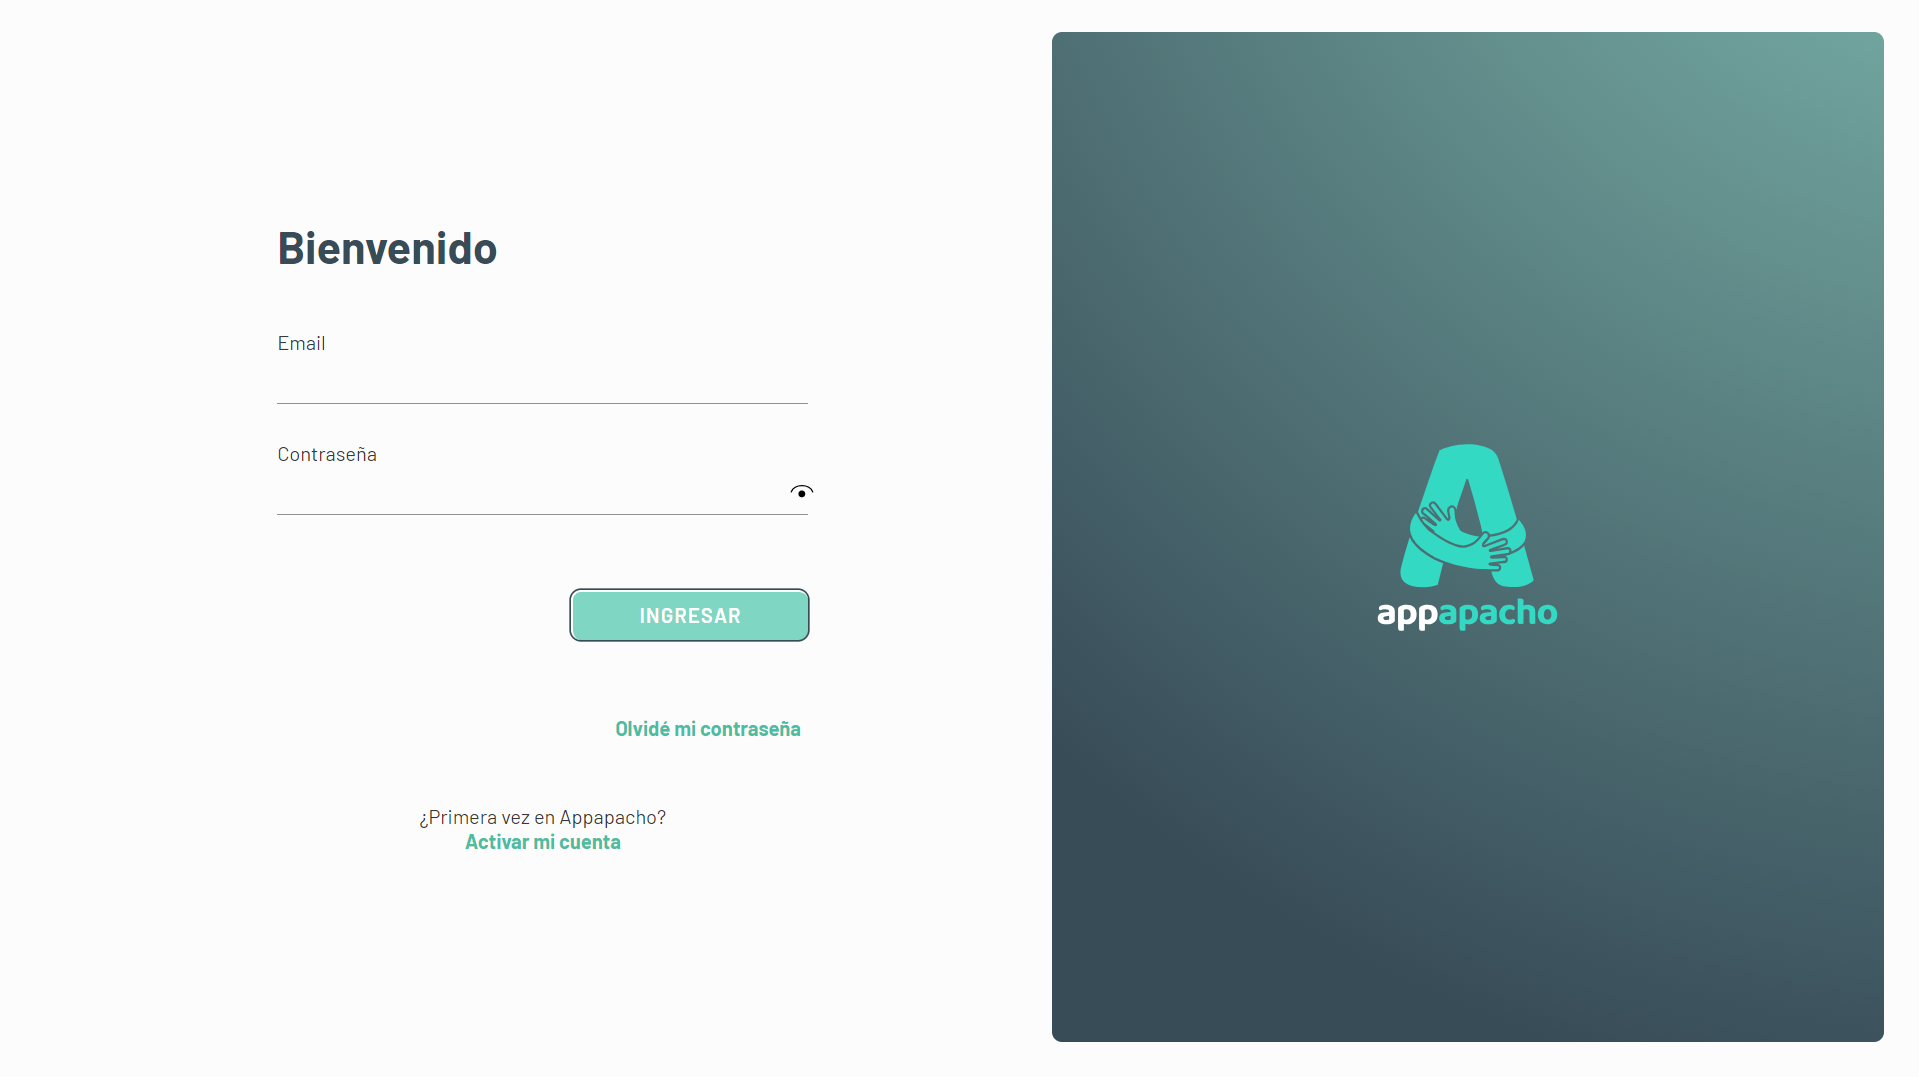 Bienvenido
Email
Contraseña
INGRESAR
Olvidé mi contraseña
¿Primera vez en Appapacho?
Activar mi cuenta
appapacho